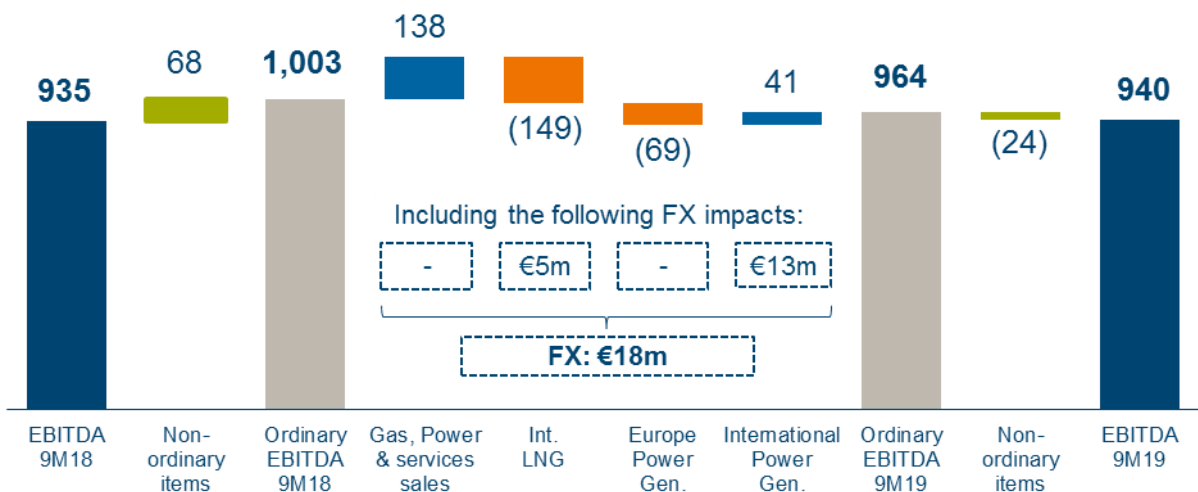 935
68
1,003
138
(149)
(69)
41
964
(24)
940
Including the following FX impacts:
-
€5m
-
€13m
FX: €18m
EBITDA
9M18
Non-
ordinary
items
Ordinary
EBITDA
9M18
Gas, Power
& services
sales
Int.
LNG
Europe
Power
Gen.
International
Power
Gen.
Ordinary
EBITDA
9M19
Non-
ordinary
items
EBITDA
9M19